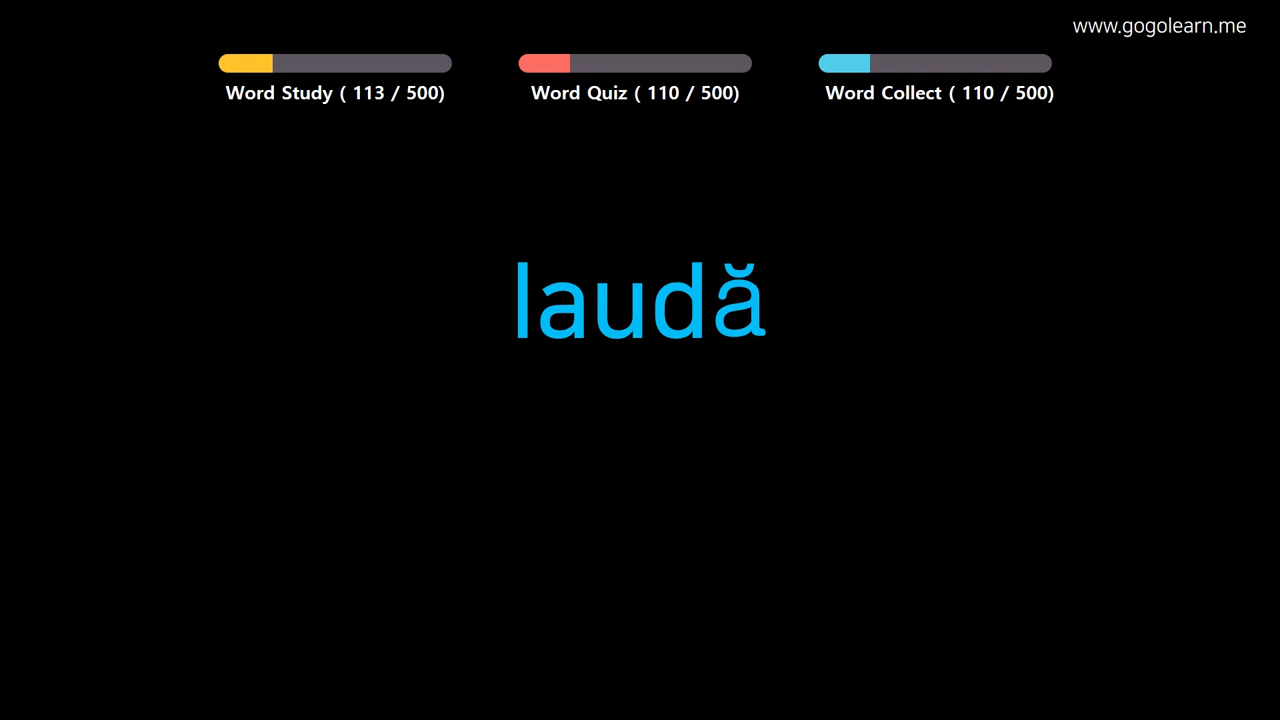 www.gogolearn.me
Word Study ( 113 / 500)
Word Quiz ( 110 / 500)
Word Collect ( 110 / 500)
laudă